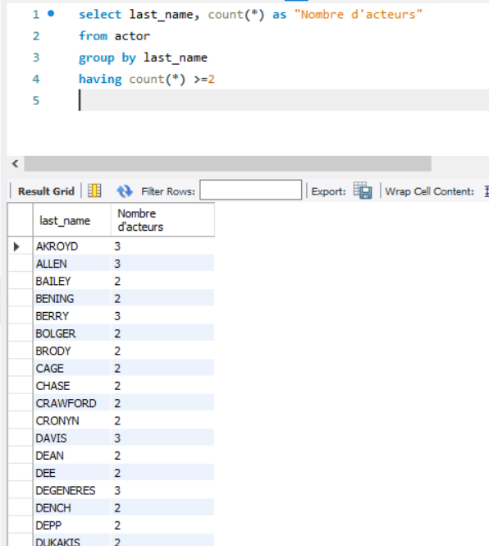 1 select last_name, count(*) as "Nombre d'acteurs"
2 from actor
3 group by last_name
4 having count(*) >=2
5
Result Grid Filter Rows: Export: Wrap Cell Content:
last_name Nombre
d'acteurs
AKROYD 3
ALLEN 3
BAILEY 2
BENING 2
BERRY 3
BOLGER 2
BRODY 2
CAGE 2
CHASE 2
CRAWFORD 2
CRONYN 2
DAVIS 3
DEAN 2
DEE 2
DEGENERES 3
DENCH 2
DEPP 2
DUKAKIS 2